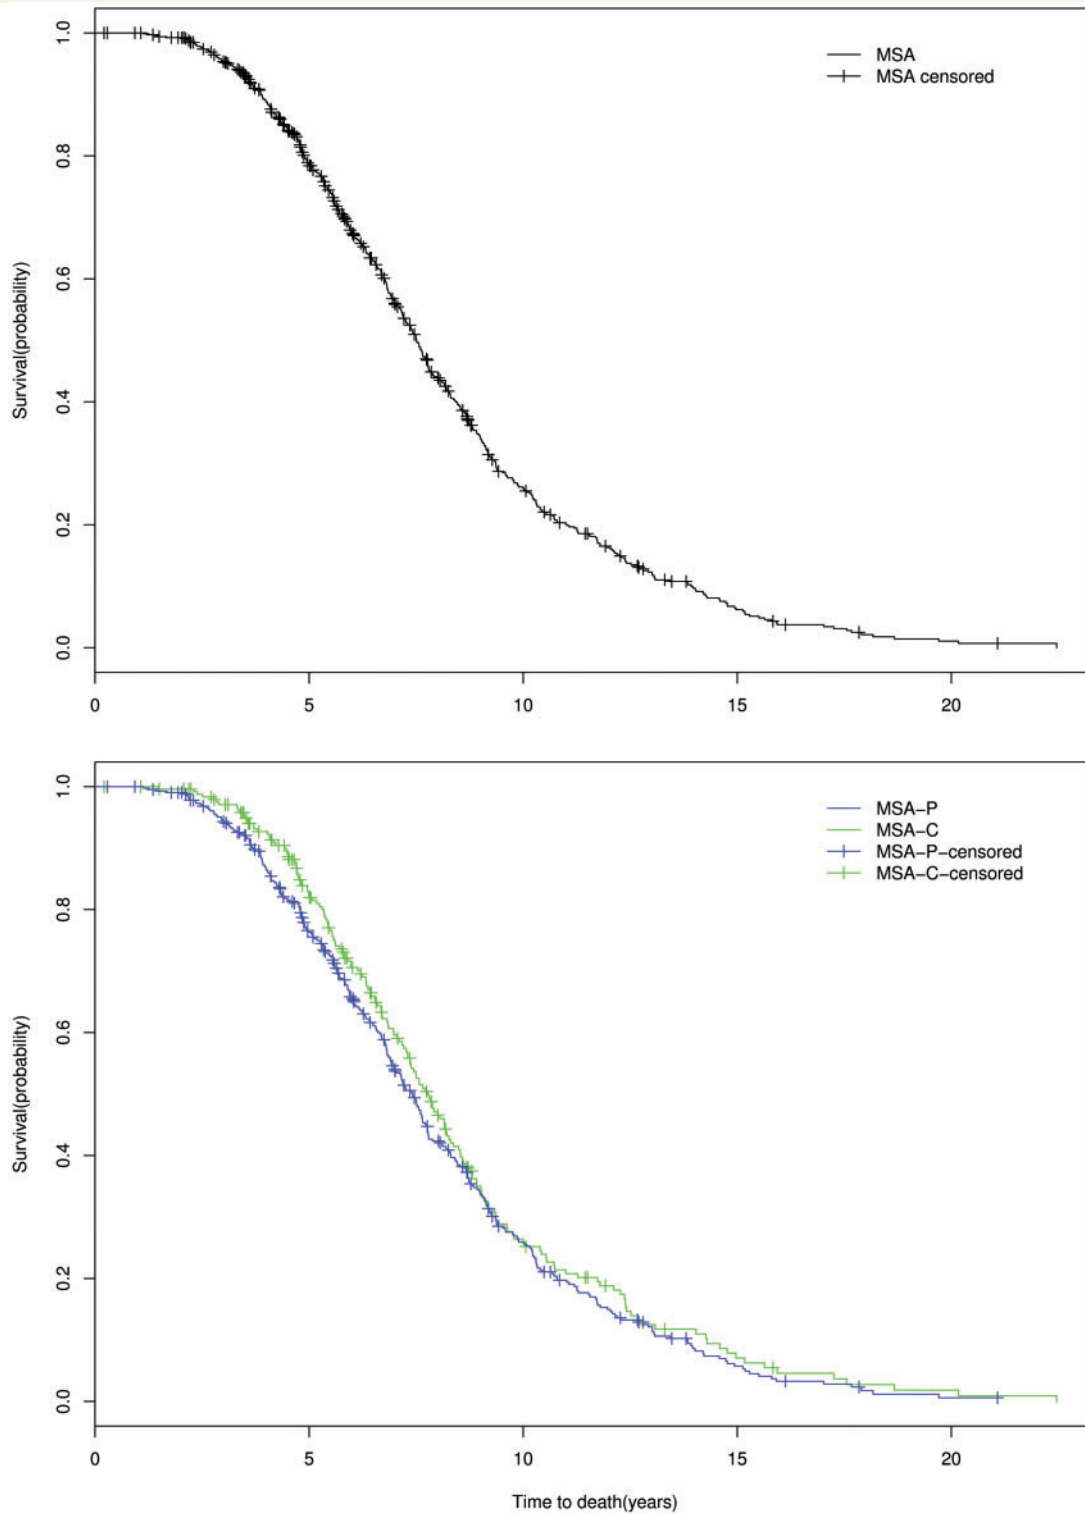 1.0
0.8
0.6
0.4
0.2
0.0
Survival(probability)
MSA
MSA censored
0 5 10 15 20
1.0
0.8
0.6
0.4
0.2
0.0
Survival(probability)
MSA-P
MSA-C
MSA-P-censored
MSA-C-censored
0 5 10 15 20
Time to death(years)